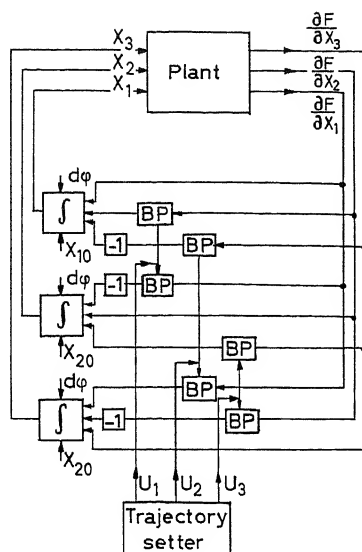 X3
X2
X1
Plant
∂F
∂X3
∂F
∂X2
∂F
∂X1
dφ
∫
X10
BP
-1
BP
dφ
∫
X20
-1
BP
BP
dφ
∫
X20
BP
-1
BP
U1
U2
U3
Trajectory
setter